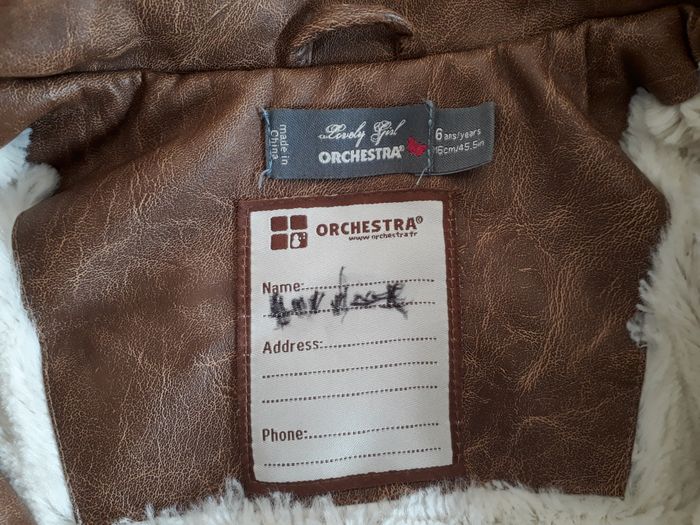 made in
China
Lovely Girl
ORCHESTRA®
6 ans/years
116cm/45.5in
ORCHESTRA®
www.orchestra.fr
Name:
Address:
Phone: